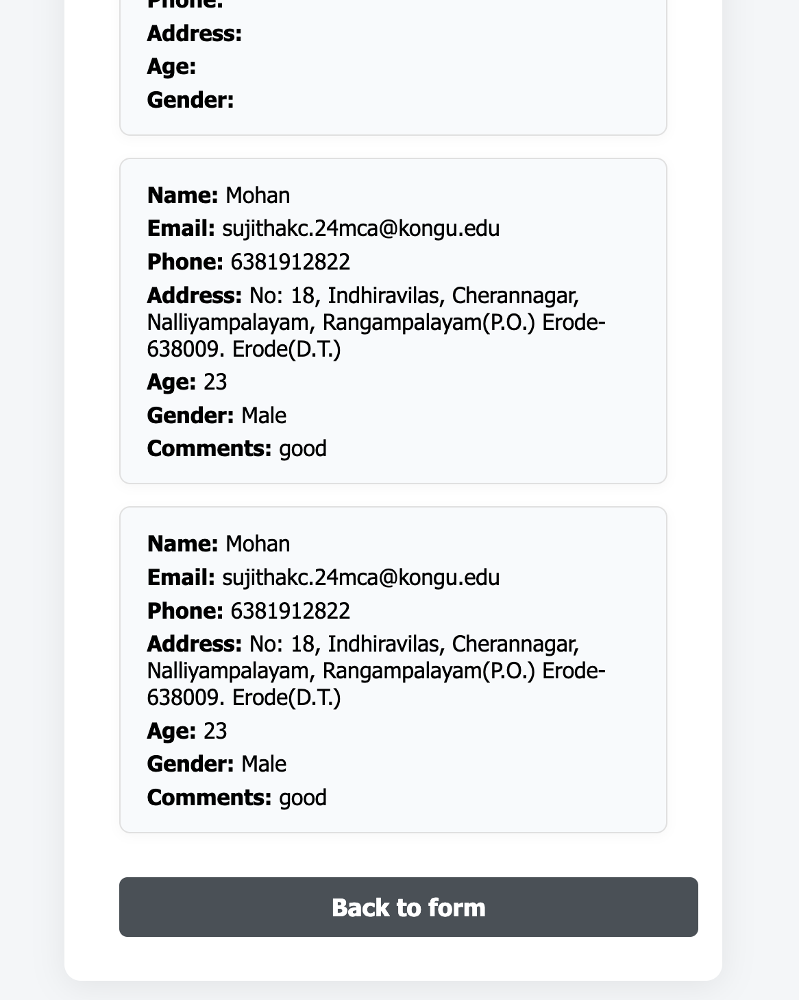 Phone:
Address:
Age:
Gender:
Name: Mohan
Email: sujithakc.24mca@kongu.edu
Phone: 6381912822
Address: No: 18, Indhiravilas, Cherannagar,
Nalliyampalayam, Rangampalayam(P.O.) Erode-
638009. Erode(D.T.)
Age: 23
Gender: Male
Comments: good
Name: Mohan
Email: sujithakc.24mca@kongu.edu
Phone: 6381912822
Address: No: 18, Indhiravilas, Cherannagar,
Nalliyampalayam, Rangampalayam(P.O.) Erode-
638009. Erode(D.T.)
Age: 23
Gender: Male
Comments: good
Back to form